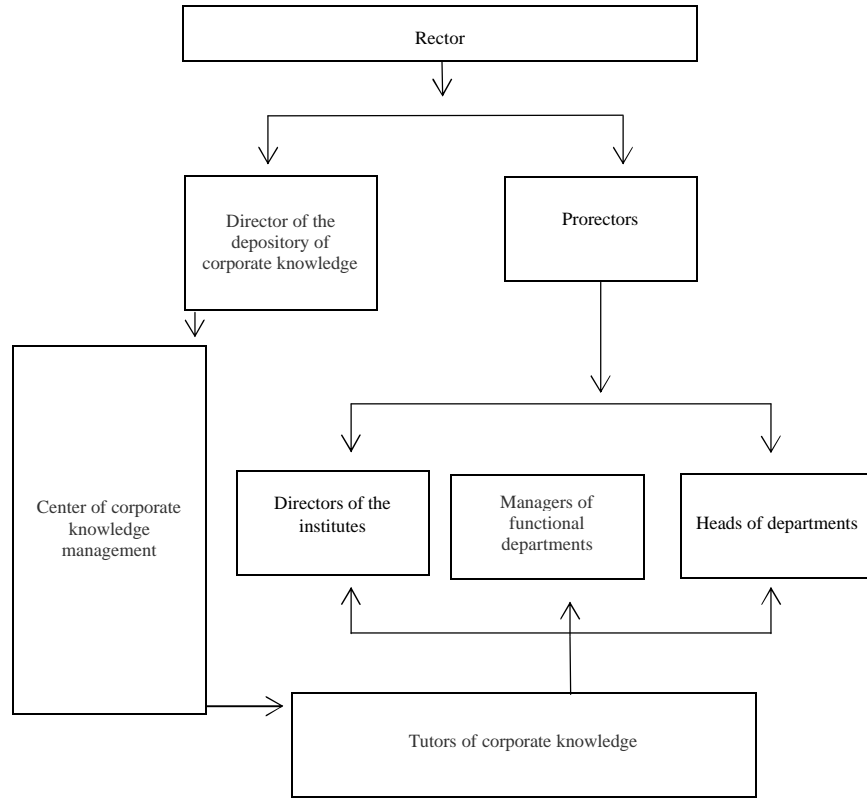 Rector
Director of the
depository of
corporate knowledge
Prorectors
Center of corporate
knowledge
management
Directors of the
institutes
Managers of
functional
departments
Heads of departments
Tutors of corporate knowledge